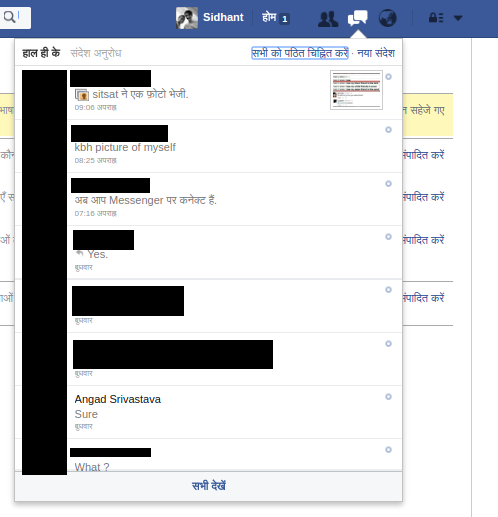 Sidhant
होम 1
हाल ही के संदेश अनुरोध सभी को पठित चिह्नित करें · नया संदेश
sitsat ने एक फ़ोटो भेजी.
09:06 अपराह्न
kbh picture of myself
08:25 अपराह्न
अब आप Messenger पर कनेक्ट हैं.
07:16 अपराह्न
Yes.
बुधवार
बुधवार
बुधवार
Angad Srivastava
Sure
बुधवार
What ?
सभी देखें
न सहेजे गए
संपादित करें
संपादित करें
संपादित करें
संपादित करें